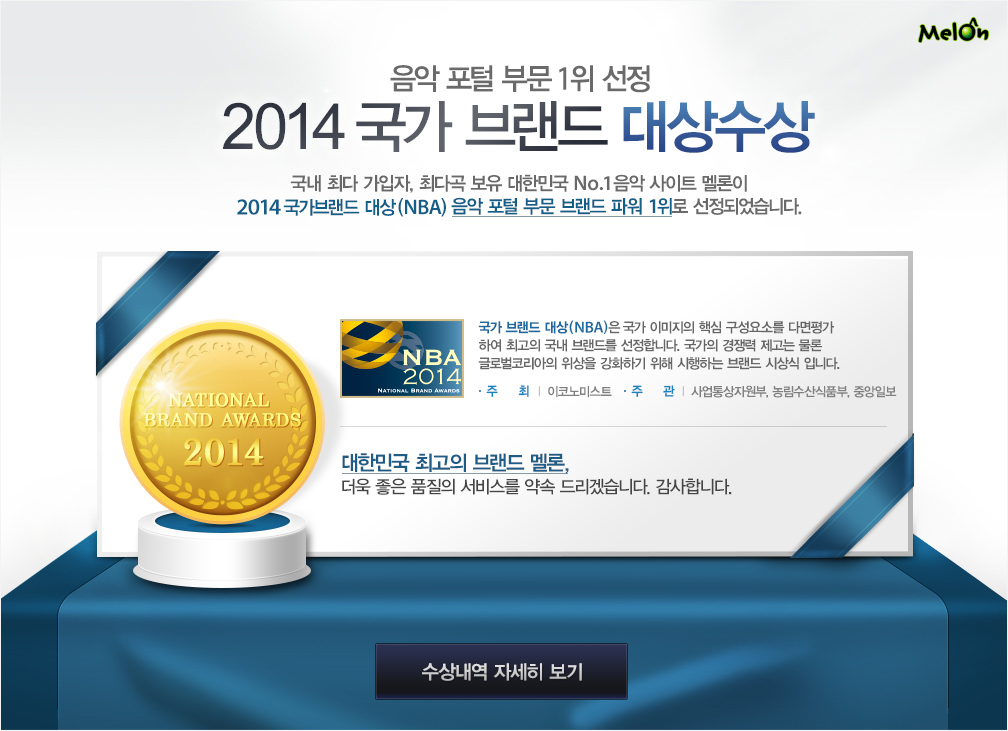 Melon
음악 포털 부문 1위 선정
2014 국가 브랜드 대상수상
국내 최다 가입자, 최다곡 보유 대한민국 No.1 음악 사이트 멜론이
2014 국가브랜드 대상(NBA) 음악 포털 부문 브랜드 파워 1위로 선정되었습니다.
NATIONAL
BRAND AWARDS
2014
NBA
2014
NATIONAL BRAND AWARDS
국가 브랜드 대상(NBA)은 국가 이미지의 핵심 구성요소를 다면평가
하여 최고의 국내 브랜드를 선정합니다. 국가의 경쟁력 제고는 물론
글로벌코리아의 위상을 강화하기 위해 시행하는 브랜드 시상식 입니다.
· 주 최 | 이코노미스트 · 주 관 | 사업통상자원부, 농림수산식품부, 중앙일보
대한민국 최고의 브랜드 멜론,
더욱 좋은 품질의 서비스를 약속 드리겠습니다. 감사합니다.
수상내역 자세히 보기